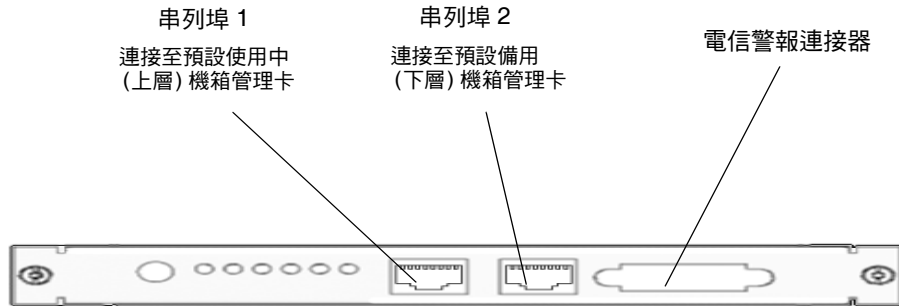 串列埠 1
連接至預設使用中
(上層) 機箱管理卡
串列埠 2
連接至預設備用
(下層) 機箱管理卡
電信警報連接器